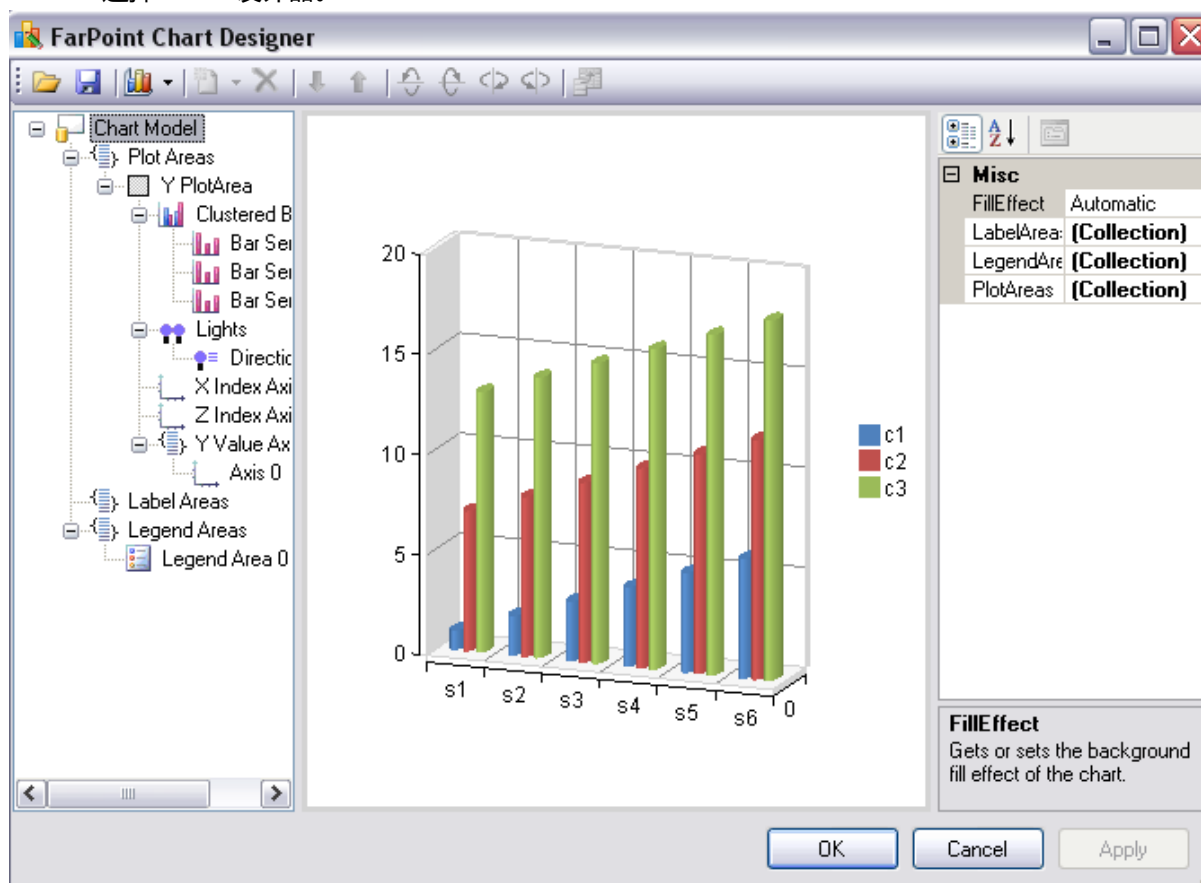 FarPoint Chart Designer
Chart Model
Plot Areas
Y PlotArea
Clustered B
Bar Ser
Bar Ser
Bar Ser
Lights
Directic
X Index Axi
Z Index Axi
Y Value Ax
Axis 0
Label Areas
Legend Areas
Legend Area 0
20
15
10
5
0
s1
s2
s3
s4
s5
s6
0
c1
c2
c3
Misc
FillEffect Automatic
LabelArea: (Collection)
LegendAre (Collection)
PlotAreas (Collection)
FillEffect
Gets or sets the background
fill effect of the chart.
OK
Cancel
Apply